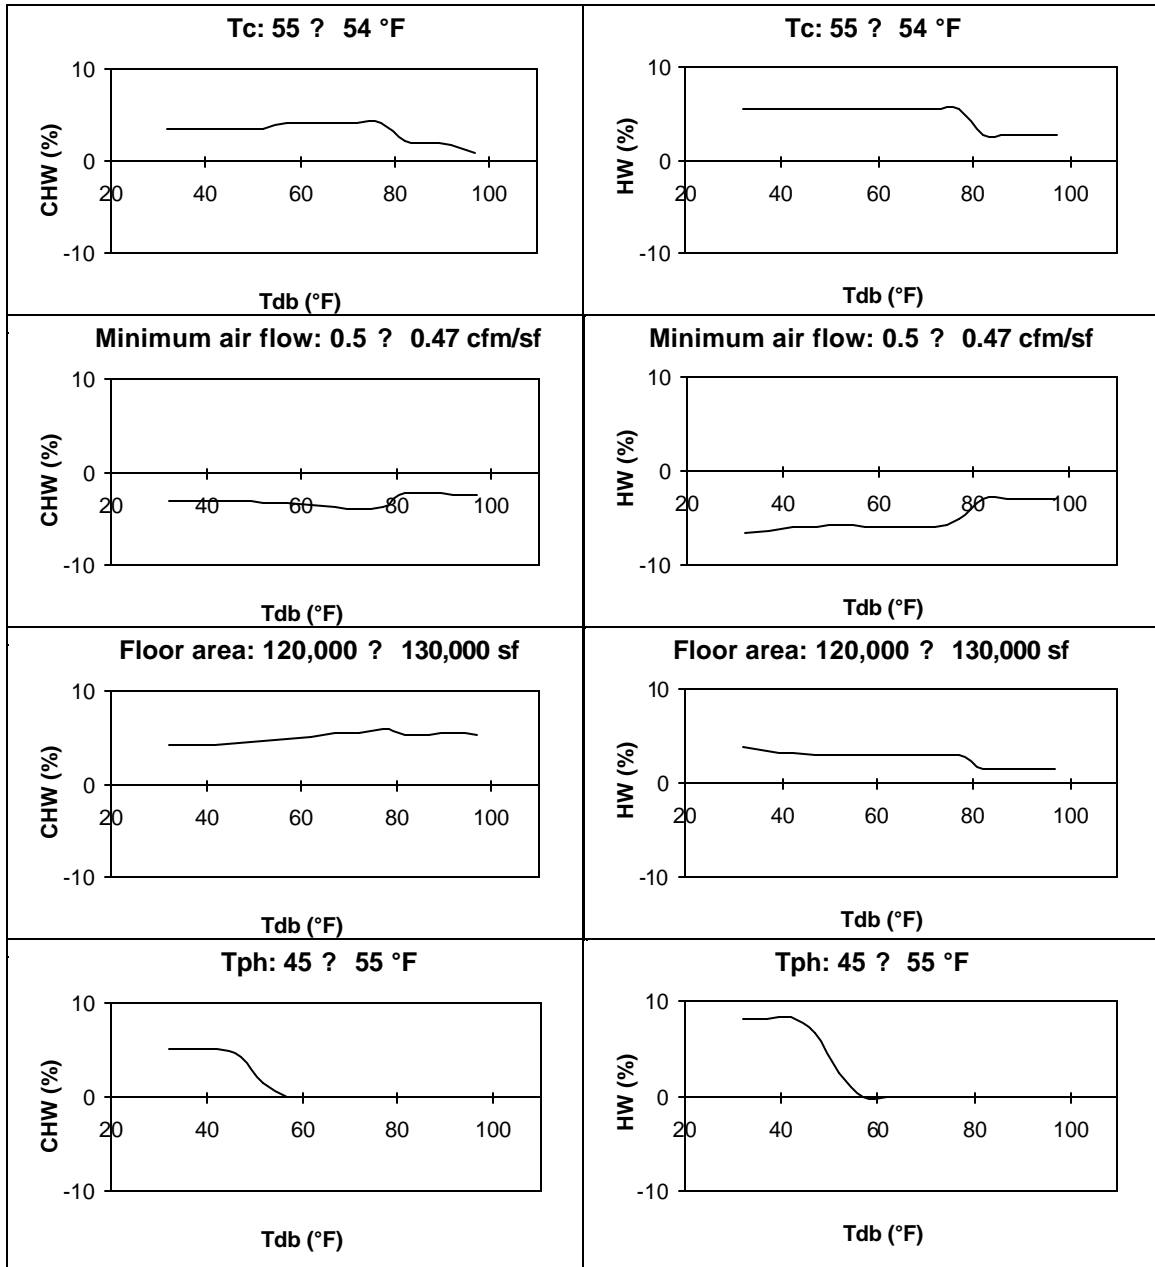 Tc: 55 ? 54 °F
10
0
-10
20 40 60 80 100
CHW (%)
Tdb (°F)
Tc: 55 ? 54 °F
10
0
-10
20 40 60 80 100
HW (%)
Tdb (°F)
Minimum air flow: 0.5 ? 0.47 cfm/sf
10
0
-10
20 40 60 80 100
CHW (%)
Tdb (°F)
Minimum air flow: 0.5 ? 0.47 cfm/sf
10
0
-10
20 40 60 80 100
HW (%)
Tdb (°F)
Floor area: 120,000 ? 130,000 sf
10
0
-10
20 40 60 80 100
CHW (%)
Tdb (°F)
Floor area: 120,000 ? 130,000 sf
10
0
-10
20 40 60 80 100
HW (%)
Tdb (°F)
Tph: 45 ? 55 °F
10
0
-10
20 40 60 80 100
CHW (%)
Tdb (°F)
Tph: 45 ? 55 °F
10
0
-10
20 40 60 80 100
HW (%)
Tdb (°F)